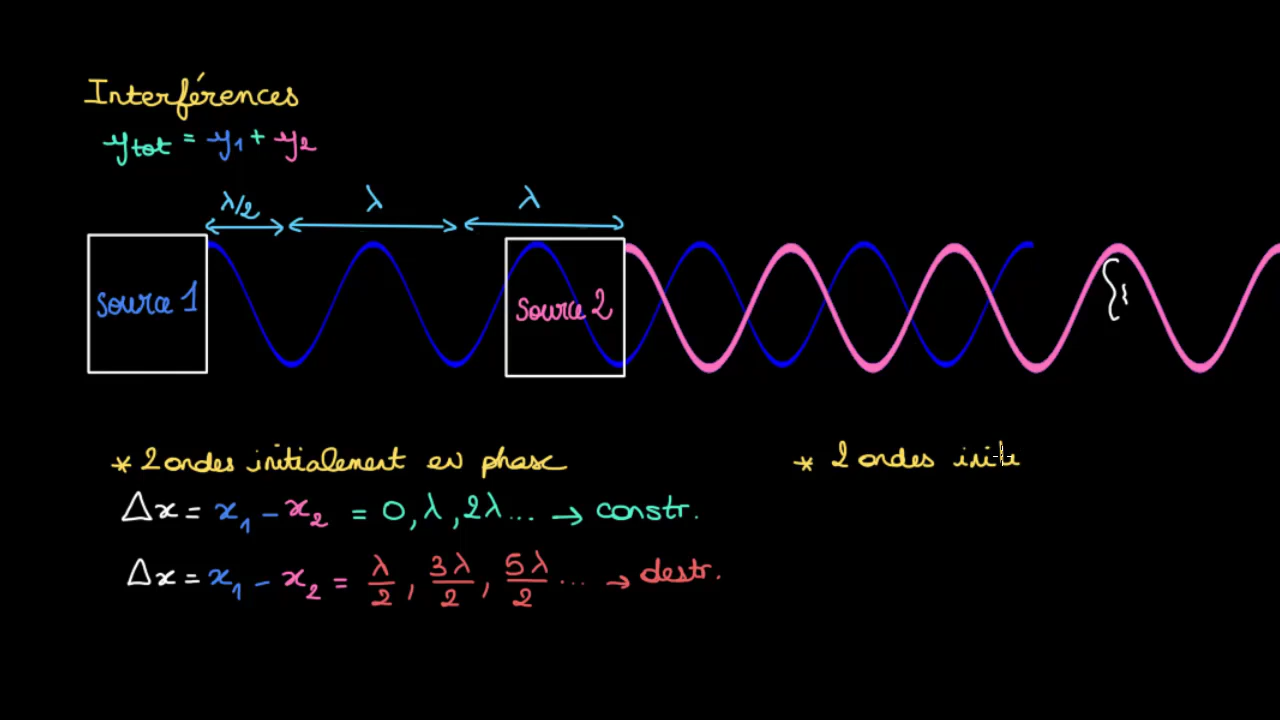 Interférences
ytot = y1 + y2
λ/2 λ λ
Source 1
Source 2
* 2 ondes initialement en phase
Δx = x1 - x2 = 0, λ, 2λ... → constr.
Δx = x1 - x2 = λ/2, 3λ/2, 5λ/2 ... → destr.
* 2 ondes initi